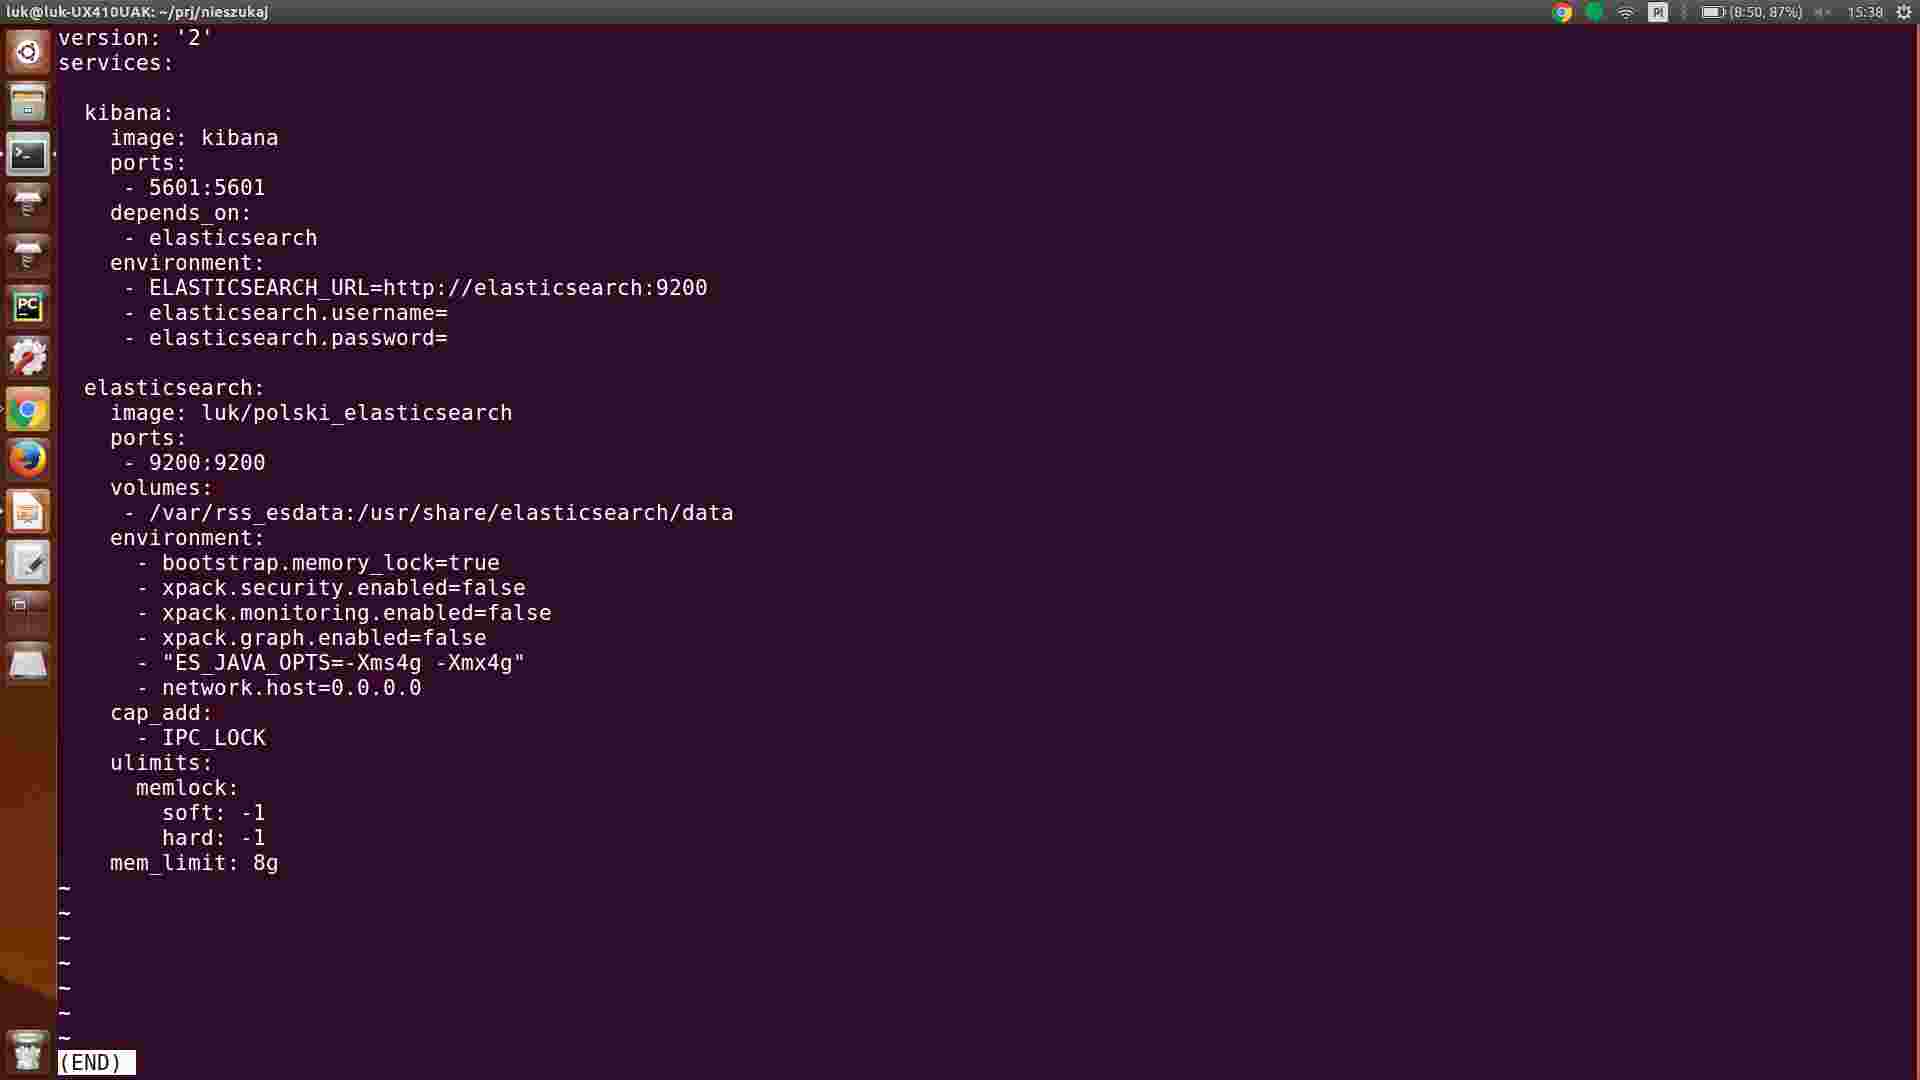 luk@luk-UX410UAK: ~/prj/nieszukaj
Pl
(8:50, 87%)
15:38
version: '2'
services:
  kibana:
    image: kibana
    ports:
     - 5601:5601
    depends_on:
     - elasticsearch
    environment:
     - ELASTICSEARCH_URL=http://elasticsearch:9200
     - elasticsearch.username=
     - elasticsearch.password=
  elasticsearch:
    image: luk/polski_elasticsearch
    ports:
     - 9200:9200
    volumes:
     - /var/rss_esdata:/usr/share/elasticsearch/data
    environment:
      - bootstrap.memory_lock=true
      - xpack.security.enabled=false
      - xpack.monitoring.enabled=false
      - xpack.graph.enabled=false
      - "ES_JAVA_OPTS=-Xms4g -Xmx4g"
      - network.host=0.0.0.0
    cap_add:
      - IPC_LOCK
    ulimits:
      memlock:
        soft: -1
        hard: -1
    mem_limit: 8g
~
~
~
~
~
~
~
(END)
PC